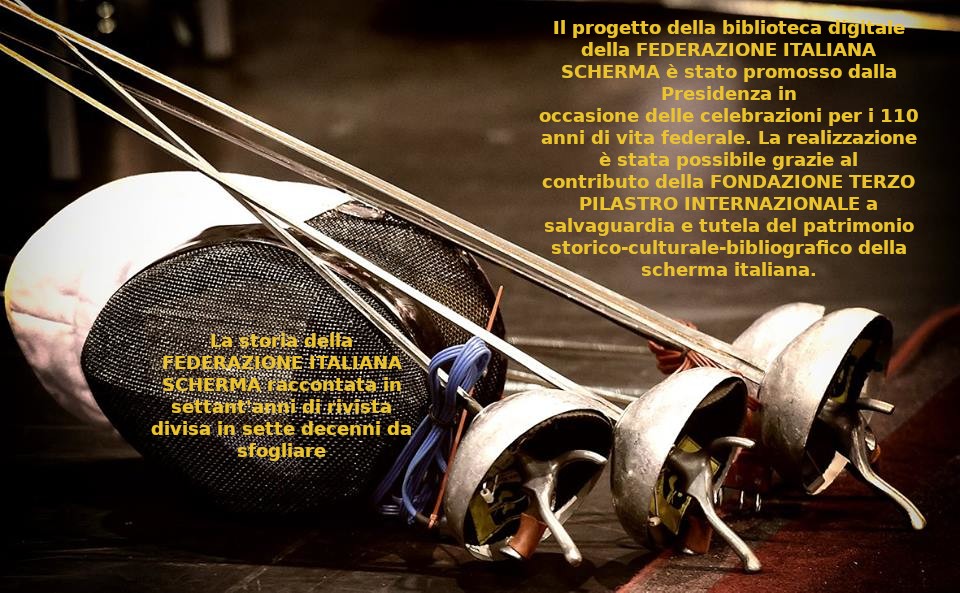 Il progetto della biblioteca digitale
della FEDERAZIONE ITALIANA
SCHERMA è stato promosso dalla
Presidenza in
occasione delle celebrazioni per i 110
anni di vita federale. La realizzazione
è stata possibile grazie al
contributo della FONDAZIONE TERZO
PILASTRO INTERNAZIONALE a
salvaguardia e tutela del patrimonio
storico-culturale-bibliografico della
scherma italiana.
La storia della
FEDERAZIONE ITALIANA
SCHERMA raccontata in
settant'anni di rivista
divisa in sette decenni da
sfogliare